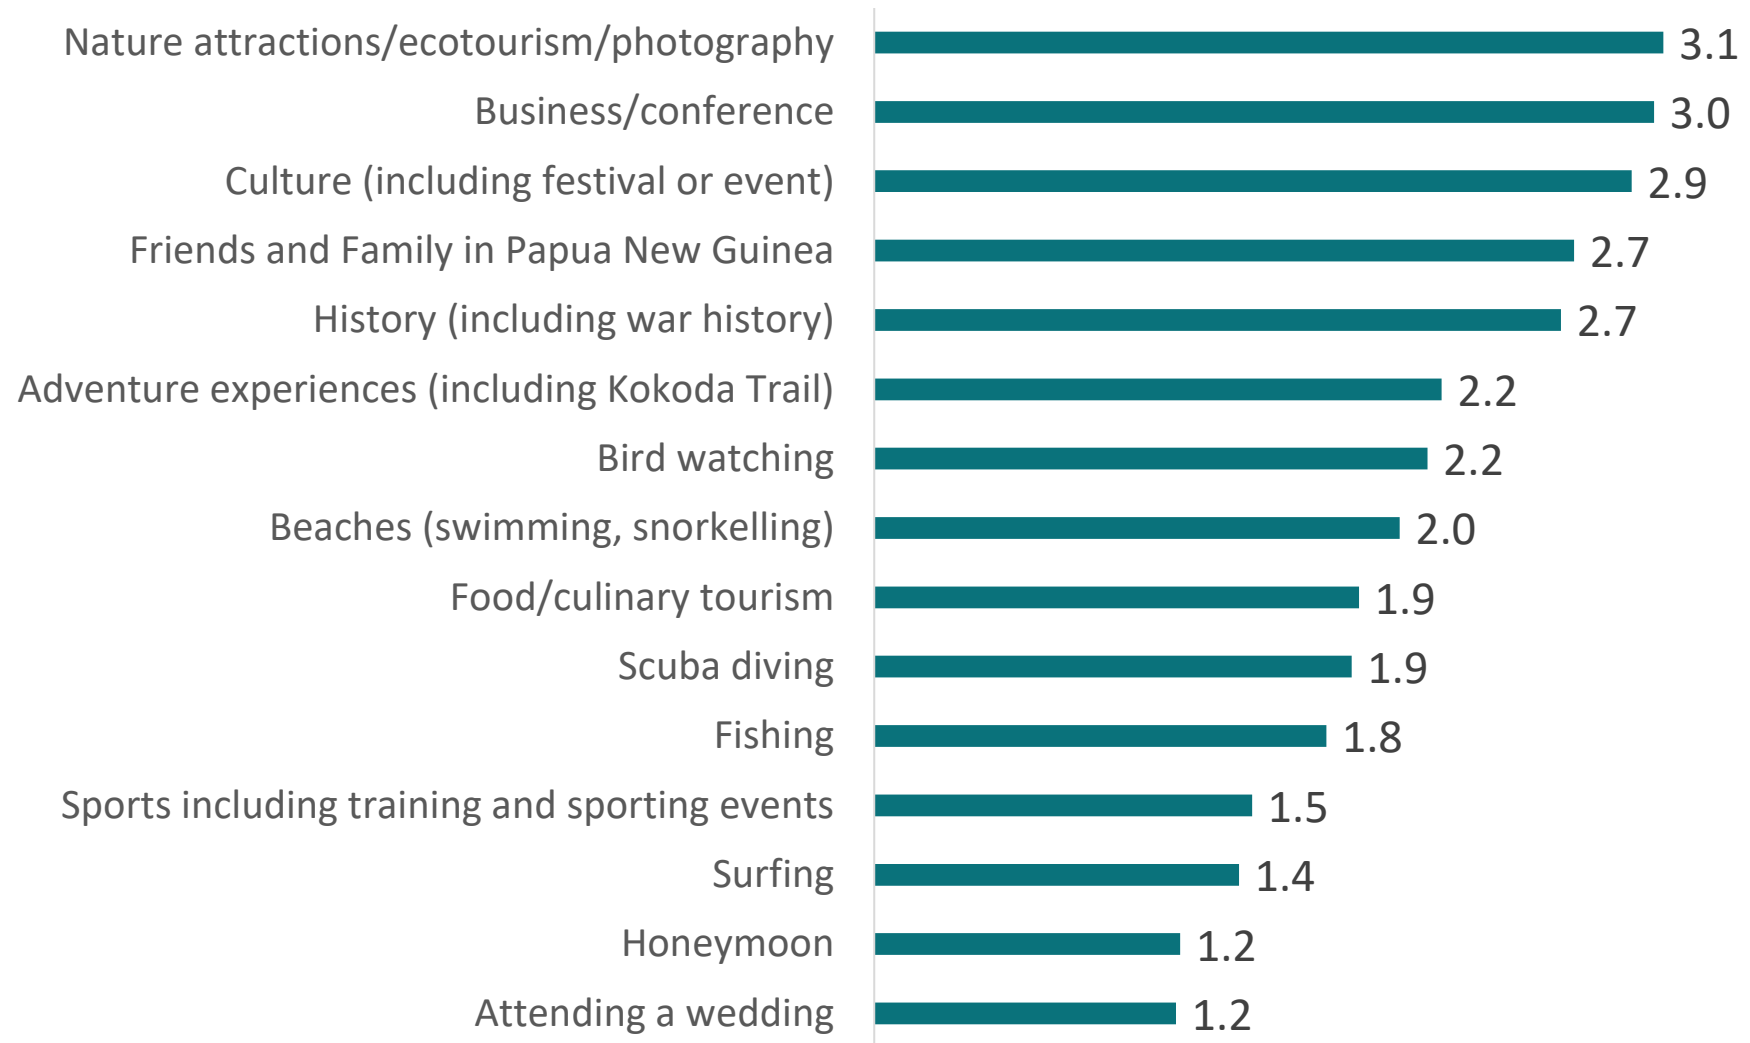 Nature attractions/ecotourism/photography 3.1
Business/conference 3.0
Culture (including festival or event) 2.9
Friends and Family in Papua New Guinea 2.7
History (including war history) 2.7
Adventure experiences (including Kokoda Trail) 2.2
Bird watching 2.2
Beaches (swimming, snorkelling) 2.0
Food/culinary tourism 1.9
Scuba diving 1.9
Fishing 1.8
Sports including training and sporting events 1.5
Surfing 1.4
Honeymoon 1.2
Attending a wedding 1.2